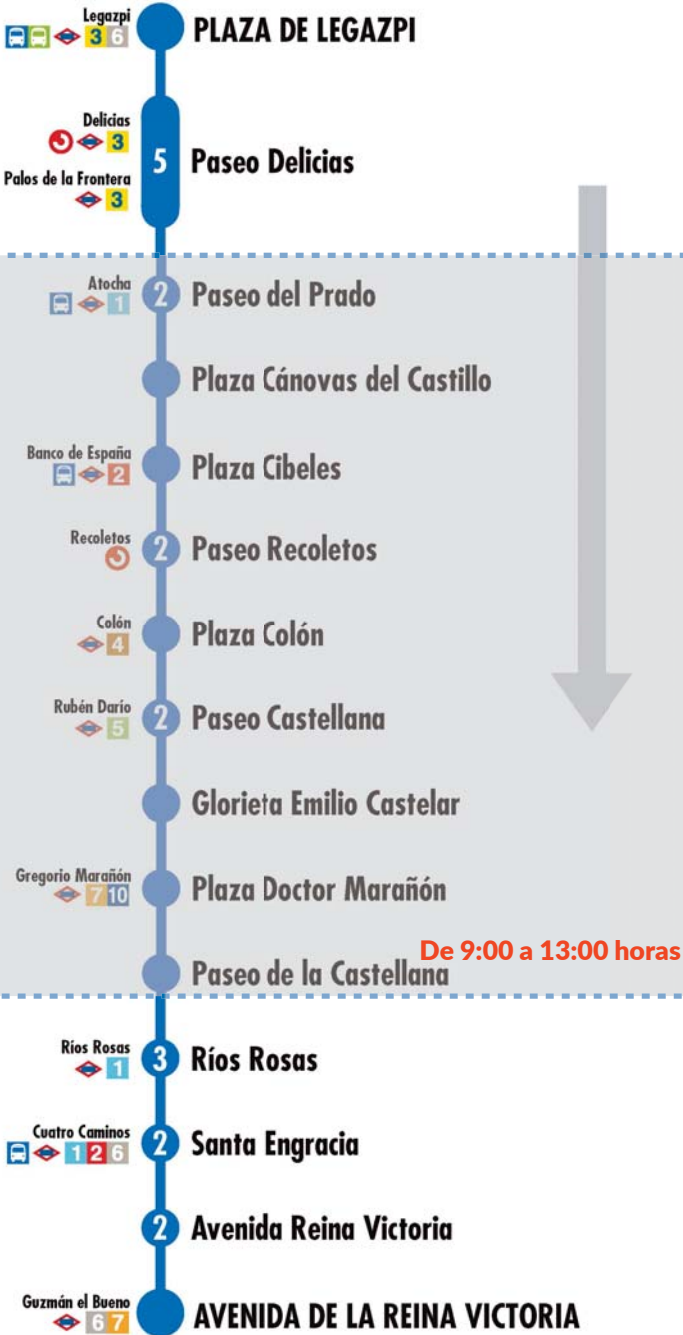 Legazpi
3 6
PLAZA DE LEGAZPI
Delicias
3
5
Paseo Delicias
Palos de la Frontera
3
Atocha
1
2
Paseo del Prado
Plaza Cánovas del Castillo
Banco de España
2
Plaza Cibeles
Recoletos
2
Paseo Recoletos
Colón
4
Plaza Colón
Rubén Darío
5
2
Paseo Castellana
Glorieta Emilio Castelar
Gregorio Marañón
7 10
Plaza Doctor Marañón
De 9:00 a 13:00 horas
Paseo de la Castellana
Ríos Rosas
1
3
Ríos Rosas
Cuatro Caminos
1 2 6
2
Santa Engracia
2
Avenida Reina Victoria
Guzmán el Bueno
6 7
AVENIDA DE LA REINA VICTORIA